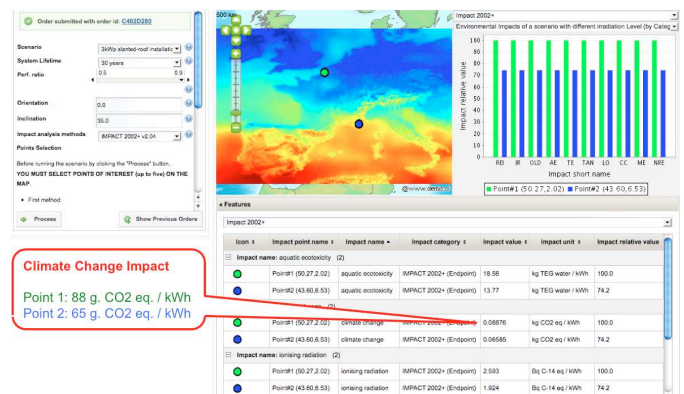 Order submitted with order id: C462D280
Scenario
3kWp slanted-roof installatic
System Lifetime
30 years
Perf. ratio
0.5
0.9
Orientation
0.0
Inclination
35.0
Impact analysis methods
IMPACT 2002+ v2.04
Points Selection
Before running the scenario by clicking the "Process" button,
YOU MUST SELECT POINTS OF INTEREST (up to five) ON THE
MAP.
First method
Process
Show Previous Orders
500 km
@www.demis.nl
Impact 2002+
Environmental Impacts of a scenario with different irradiation Level (by Categ
Impact relative value
100
90
80
70
60
50
40
30
20
10
0
REI IR OLD AE TE TAN LO CC ME NRE
Impact short name
Point#1 (50.27,2.02) Point#2 (43.60,6.53)
Features
Impact 2002+
Icon Impact point name Impact name Impact category Impact value Impact unit Impact relative value
Impact name: aquatic ecotoxicity (2)
Point#1 (50.27,2.02) aquatic ecotoxicity IMPACT 2002+ (Endpoint) 18.56 kg TEG water / kWh 100.0
Point#2 (43.60,6.53) aquatic ecotoxicity IMPACT 2002+ (Endpoint) 13.77 kg TEG water / kWh 74.2
(2)
Point#1 (50.27,2.02) climate change IMPACT 2002+ (Endpoint) 0.08876 kg CO2 eq / kWh 100.0
Point#2 (43.60,6.53) climate change IMPACT 2002+ (Endpoint) 0.06585 kg CO2 eq / kWh 74.2
Impact name: ionising radiation (2)
Point#1 (50.27,2.02) ionising radiation IMPACT 2002+ (Endpoint) 2.593 Bq C-14 eq / kWh 100.0
Point#2 (43.60,6.53) ionising radiation IMPACT 2002+ (Endpoint) 1.924 Bq C-14 eq / kWh 74.2
Climate Change Impact
Point 1: 88 g. CO2 eq. / kWh
Point 2: 65 g. CO2 eq. / kWh